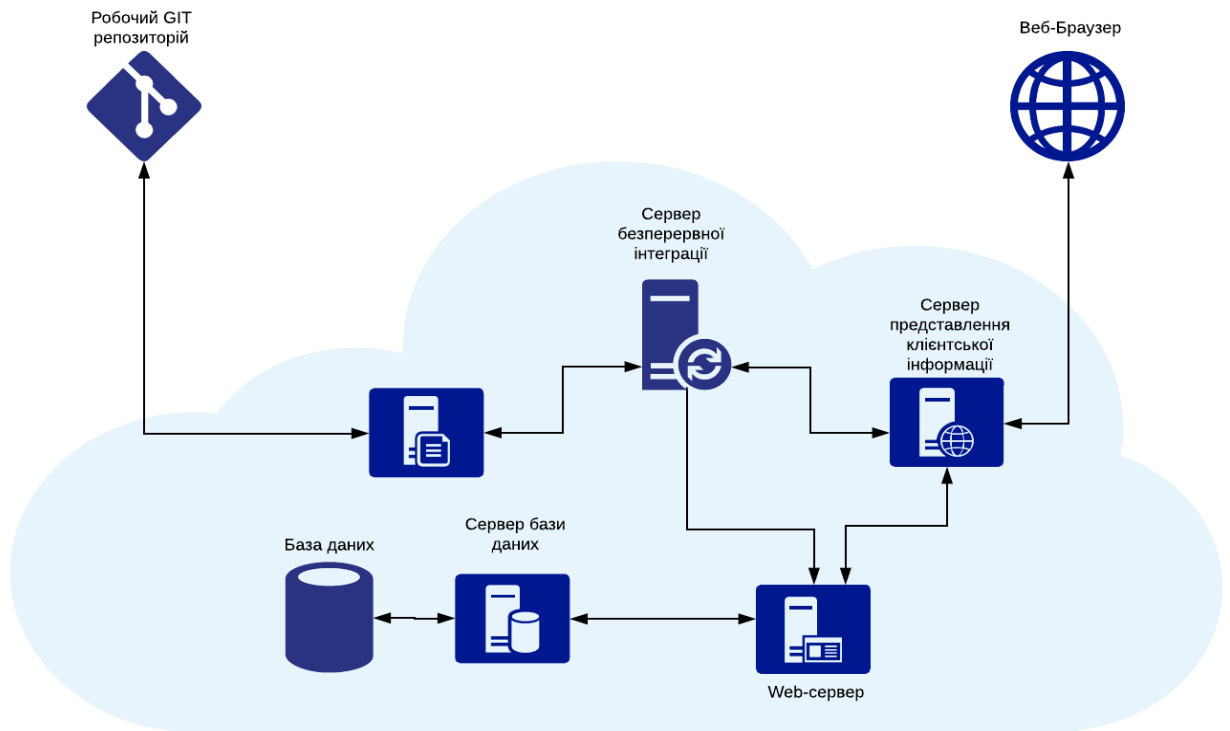 Робочий GIT
репозиторій
Веб-Браузер
Сервер
безперервної
інтеграції
Сервер
представлення
клієнтської
інформації
База даних
Сервер бази
даних
Web-сервер